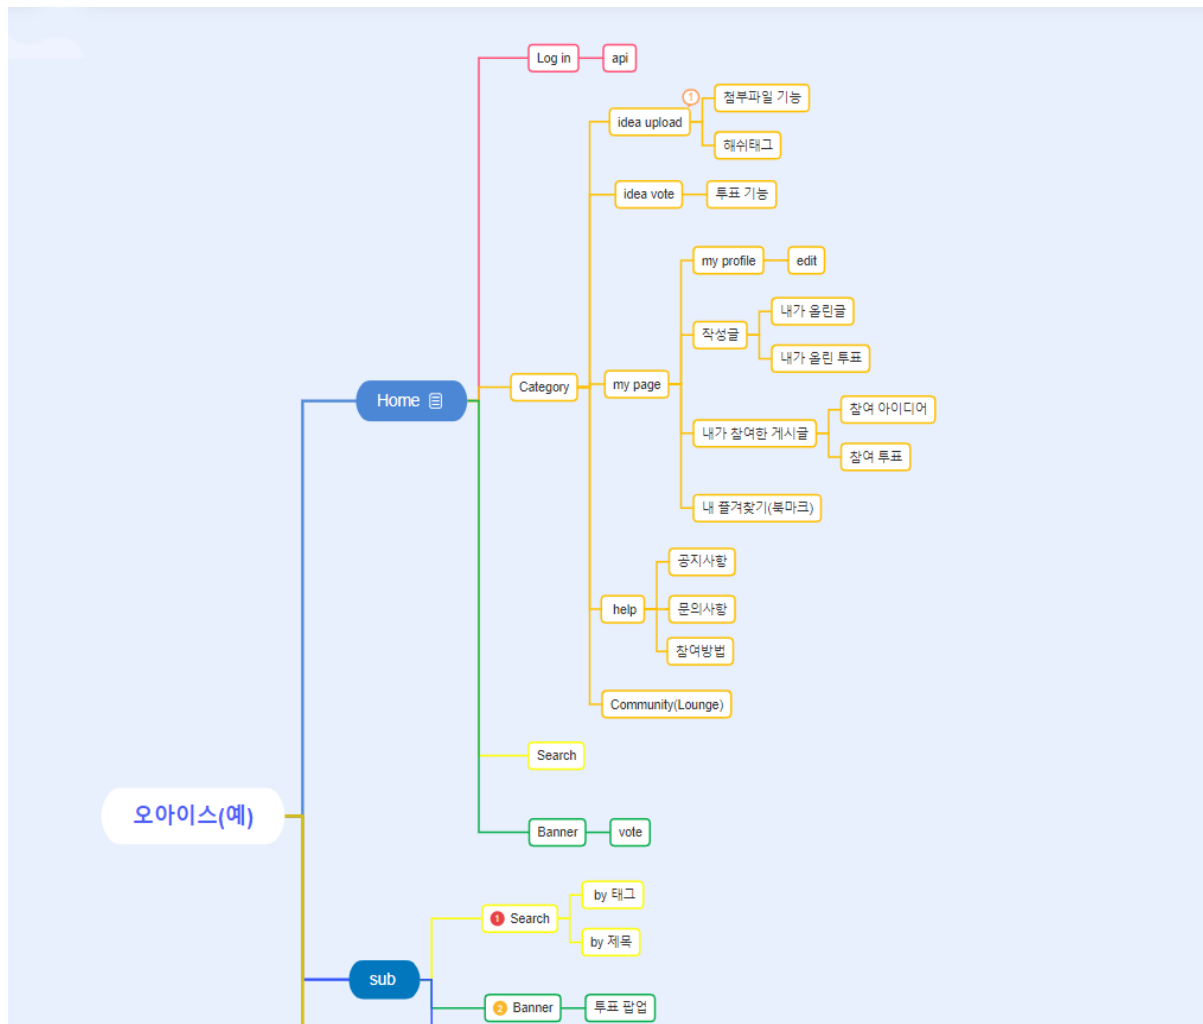 Log in
api
1
첨부파일 기능
idea upload
해쉬태그
idea vote
투표 기능
my profile
edit
내가 올린글
작성글
내가 올린 투표
Home
Category
my page
참여 아이디어
내가 참여한 게시글
참여 투표
내 즐겨찾기(북마크)
공지사항
help
문의사항
참여방법
Community(Lounge)
Search
오아이스(예)
Banner
vote
by 태그
1 Search
by 제목
sub
2 Banner
투표 팝업